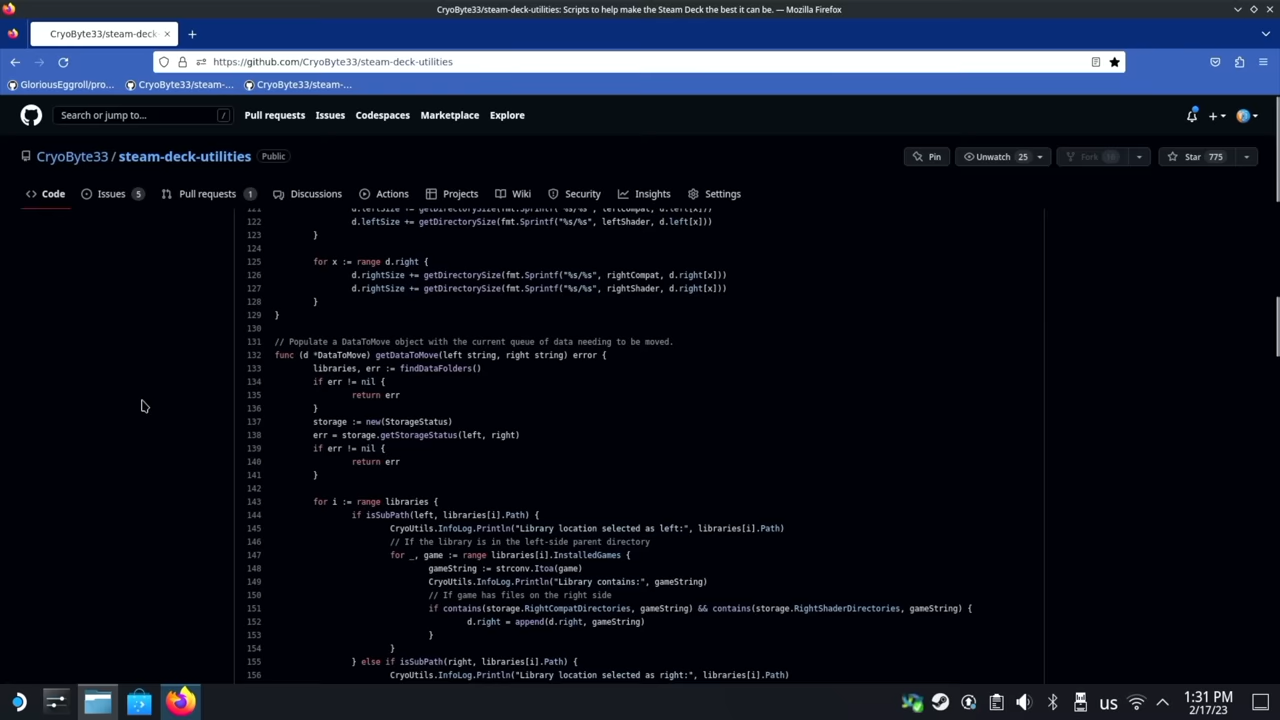 CryoByte33/steam-deck-utilities: Scripts to help make the Steam Deck the best it can be. — Mozilla Firefox
CryoByte33/steam-deck
https://github.com/CryoByte33/steam-deck-utilities
GloriousEggroll/pro...
CryoByte33/steam-...
CryoByte33/steam-...
Search or jump to... /
Pull requests
Issues
Codespaces
Marketplace
Explore
CryoByte33 / steam-deck-utilities Public
Pin
Unwatch 25
Fork
Star 775
Code
Issues 5
Pull requests 1
Discussions
Actions
Projects
Wiki
Security
Insights
Settings
121 d.leftSize += getDirectorySize(fmt.Sprintf("%s/%s", leftCompat, d.left[x]))
122 d.leftSize += getDirectorySize(fmt.Sprintf("%s/%s", leftShader, d.left[x]))
123 }
124
125 for x := range d.right {
126 d.rightSize += getDirectorySize(fmt.Sprintf("%s/%s", rightCompat, d.right[x]))
127 d.rightSize += getDirectorySize(fmt.Sprintf("%s/%s", rightShader, d.right[x]))
128 }
129 }
130
131 // Populate a DataToMove object with the current queue of data needing to be moved.
132 func (d *DataToMove) getDataToMove(left string, right string) error {
133 libraries, err := findDataFolders()
134 if err != nil {
135 return err
136 }
137 storage := new(StorageStatus)
138 err = storage.getStorageStatus(left, right)
139 if err != nil {
140 return err
141 }
142
143 for i := range libraries {
144 if isSubPath(left, libraries[i].Path) {
145 CryoUtils.InfoLog.Println("Library location selected as left:", libraries[i].Path)
146 // If the library is in the left-side parent directory
147 for _, game := range libraries[i].InstalledGames {
148 gameString := strconv.Itoa(game)
149 CryoUtils.InfoLog.Println("Library contains:", gameString)
150 // If game has files on the right side
151 if contains(storage.RightCompatDirectories, gameString) && contains(storage.RightShaderDirectories, gameString) {
152 d.right = append(d.right, gameString)
153 }
154 }
155 } else if isSubPath(right, libraries[i].Path) {
156 CryoUtils.InfoLog.Println("Library location selected as right:", libraries[i].Path)
us
1:31 PM
2/17/23